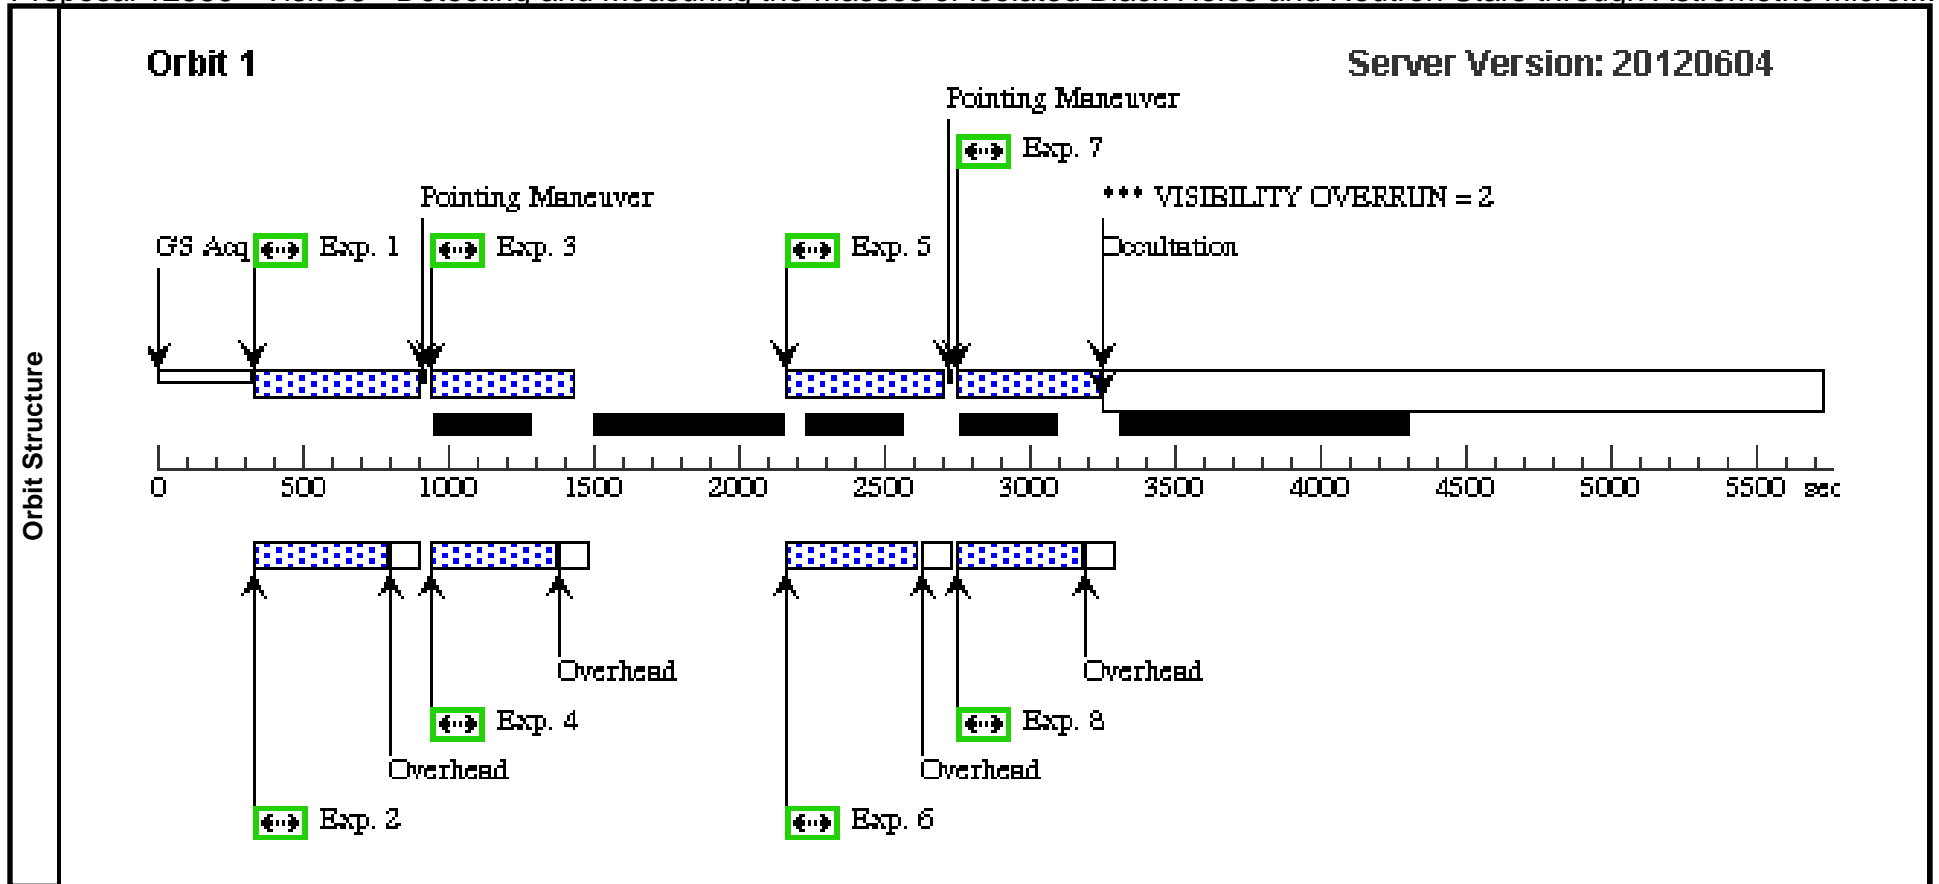 Orbit 1
Server Version: 20120604
Pointing Maneuver
Exp. 7
Pointing Maneuver
*** VISIBILITY OVERRUN = 2
GS Acq
Exp. 1
Exp. 3
Exp. 5
Occultation
Orbit Structure
0 500 1000 1500 2000 2500 3000 3500 4000 4500 5000 5500 sec
Overhead
Overhead
Exp. 4
Exp. 8
Overhead
Overhead
Exp. 2
Exp. 6